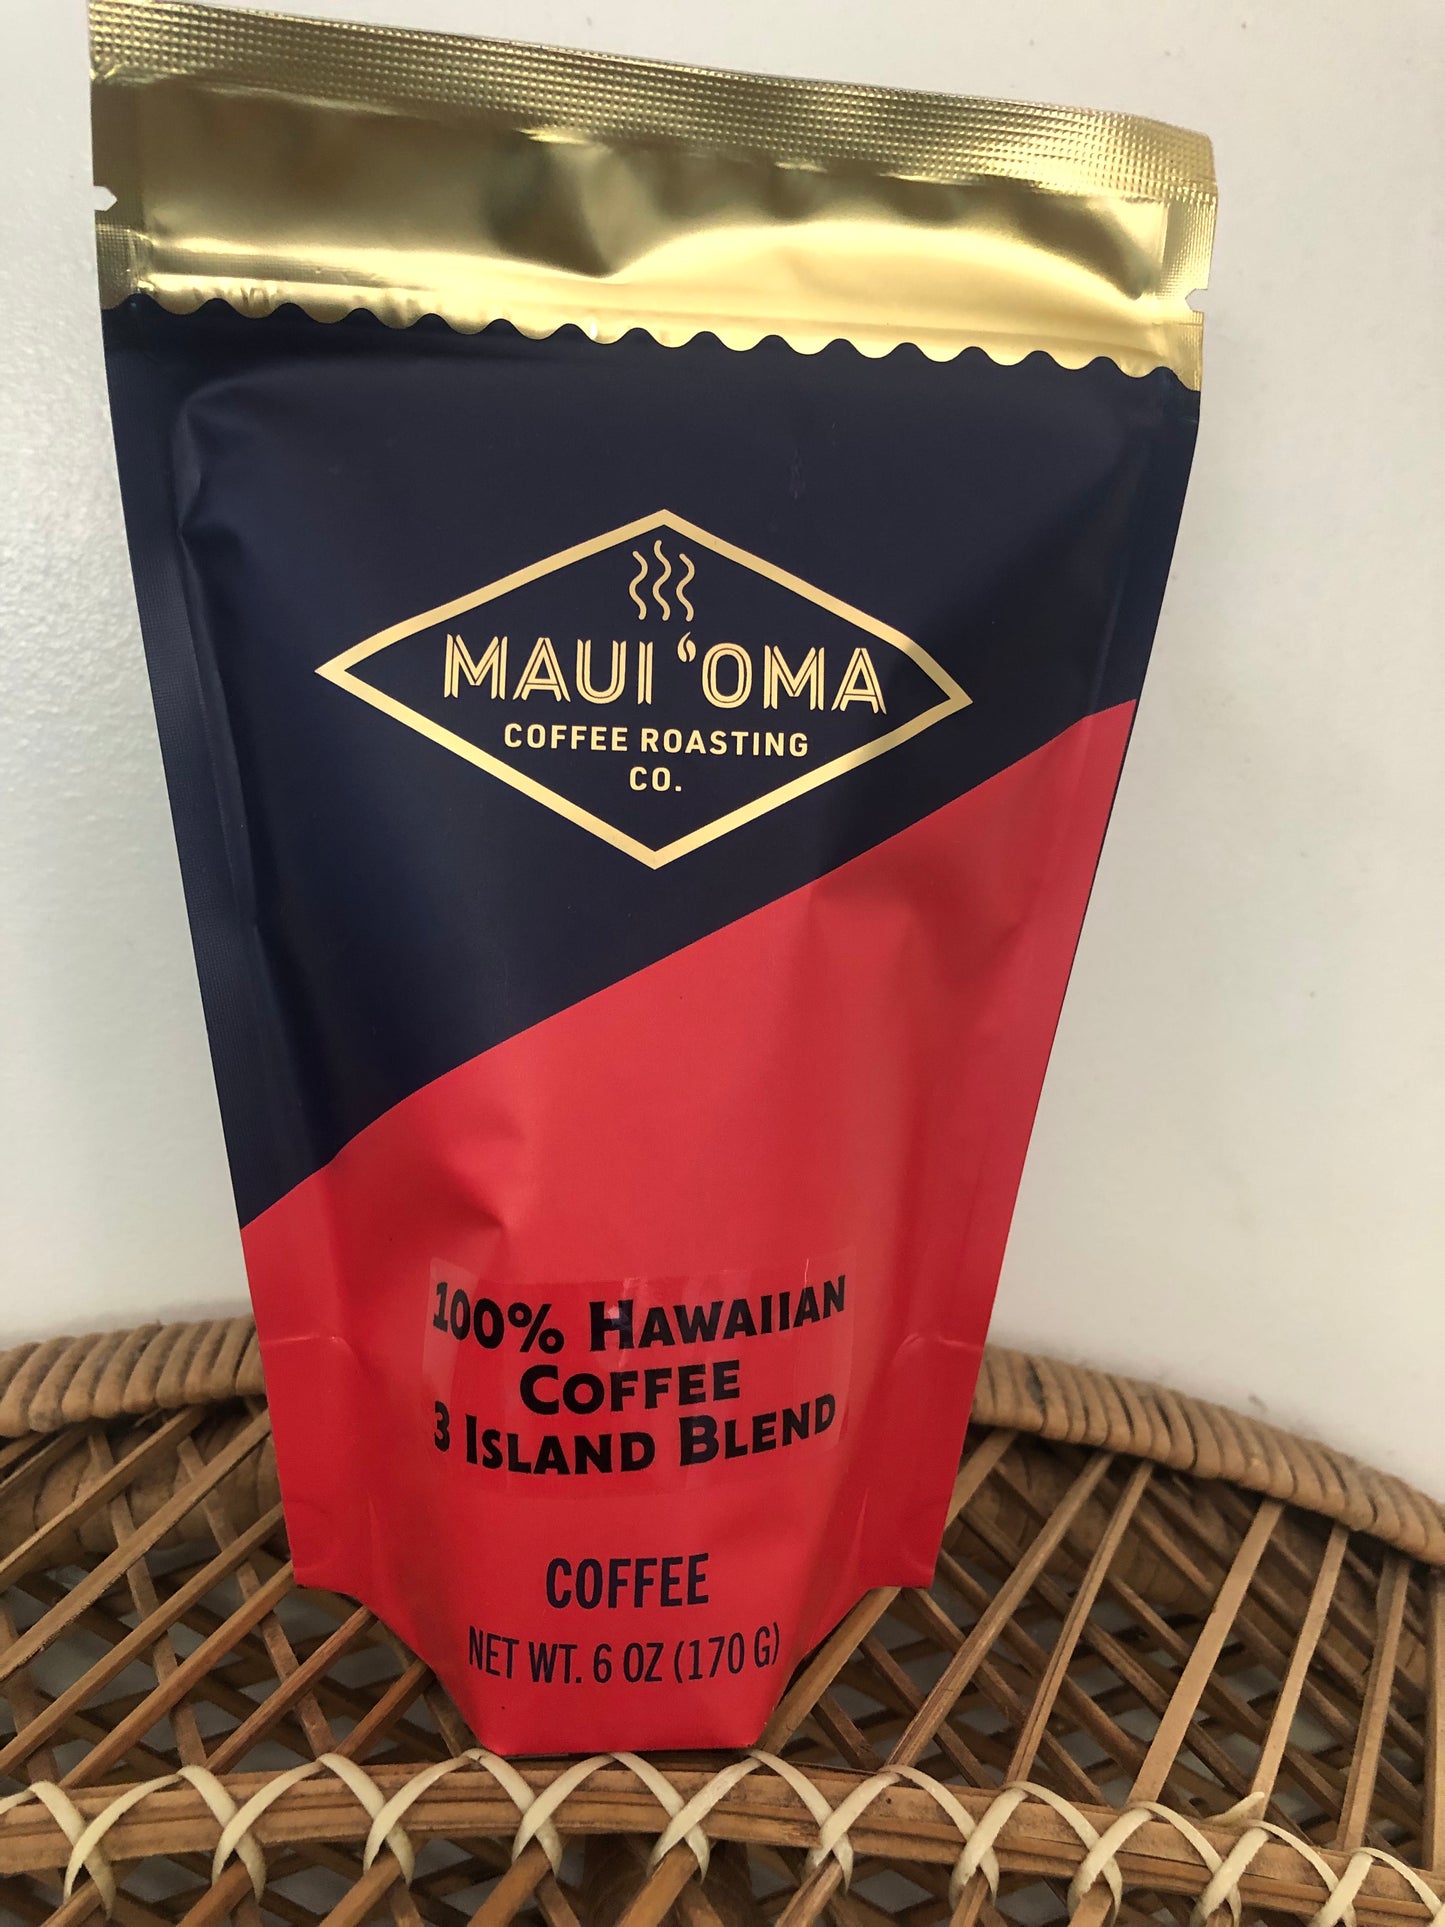 MAUI ʻOMA
COFFEE ROASTING
CO.
100% HAWAIIAN
COFFEE
3 ISLAND BLEND
COFFEE
NET WT. 6 OZ (170 G)